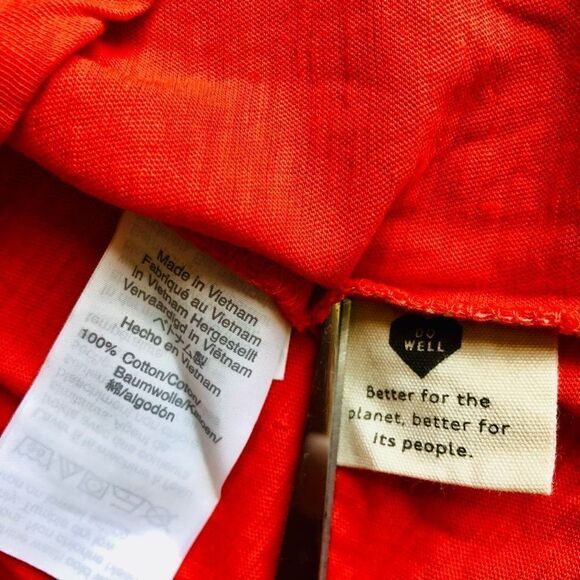 Made in Vietnam
Fabriqué au Vietnam
In Vietnam Hergestellt
Vervaardigd in Viëtnam
ベトナム製
Hecho en Vietnam
100% Cotton/Coton/
Baumwolle/Katoen/
綿/algodón
DO
WELL
Better for the
planet, better for
its people.